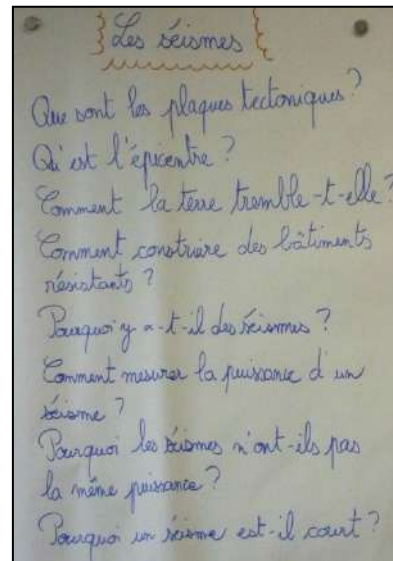 Les séismes
Que sont les plaques tectoniques ?
Qu'est l'épicentre ?
Comment la terre tremble-t-elle ?
Comment construire des bâtiments
résistants ?
Pourquoi y a-t-il des séismes ?
Comment mesurer la puissance d'un
séisme ?
Pourquoi les séismes n'ont-ils pas
la même puissance ?
Pourquoi un séisme est-il court ?